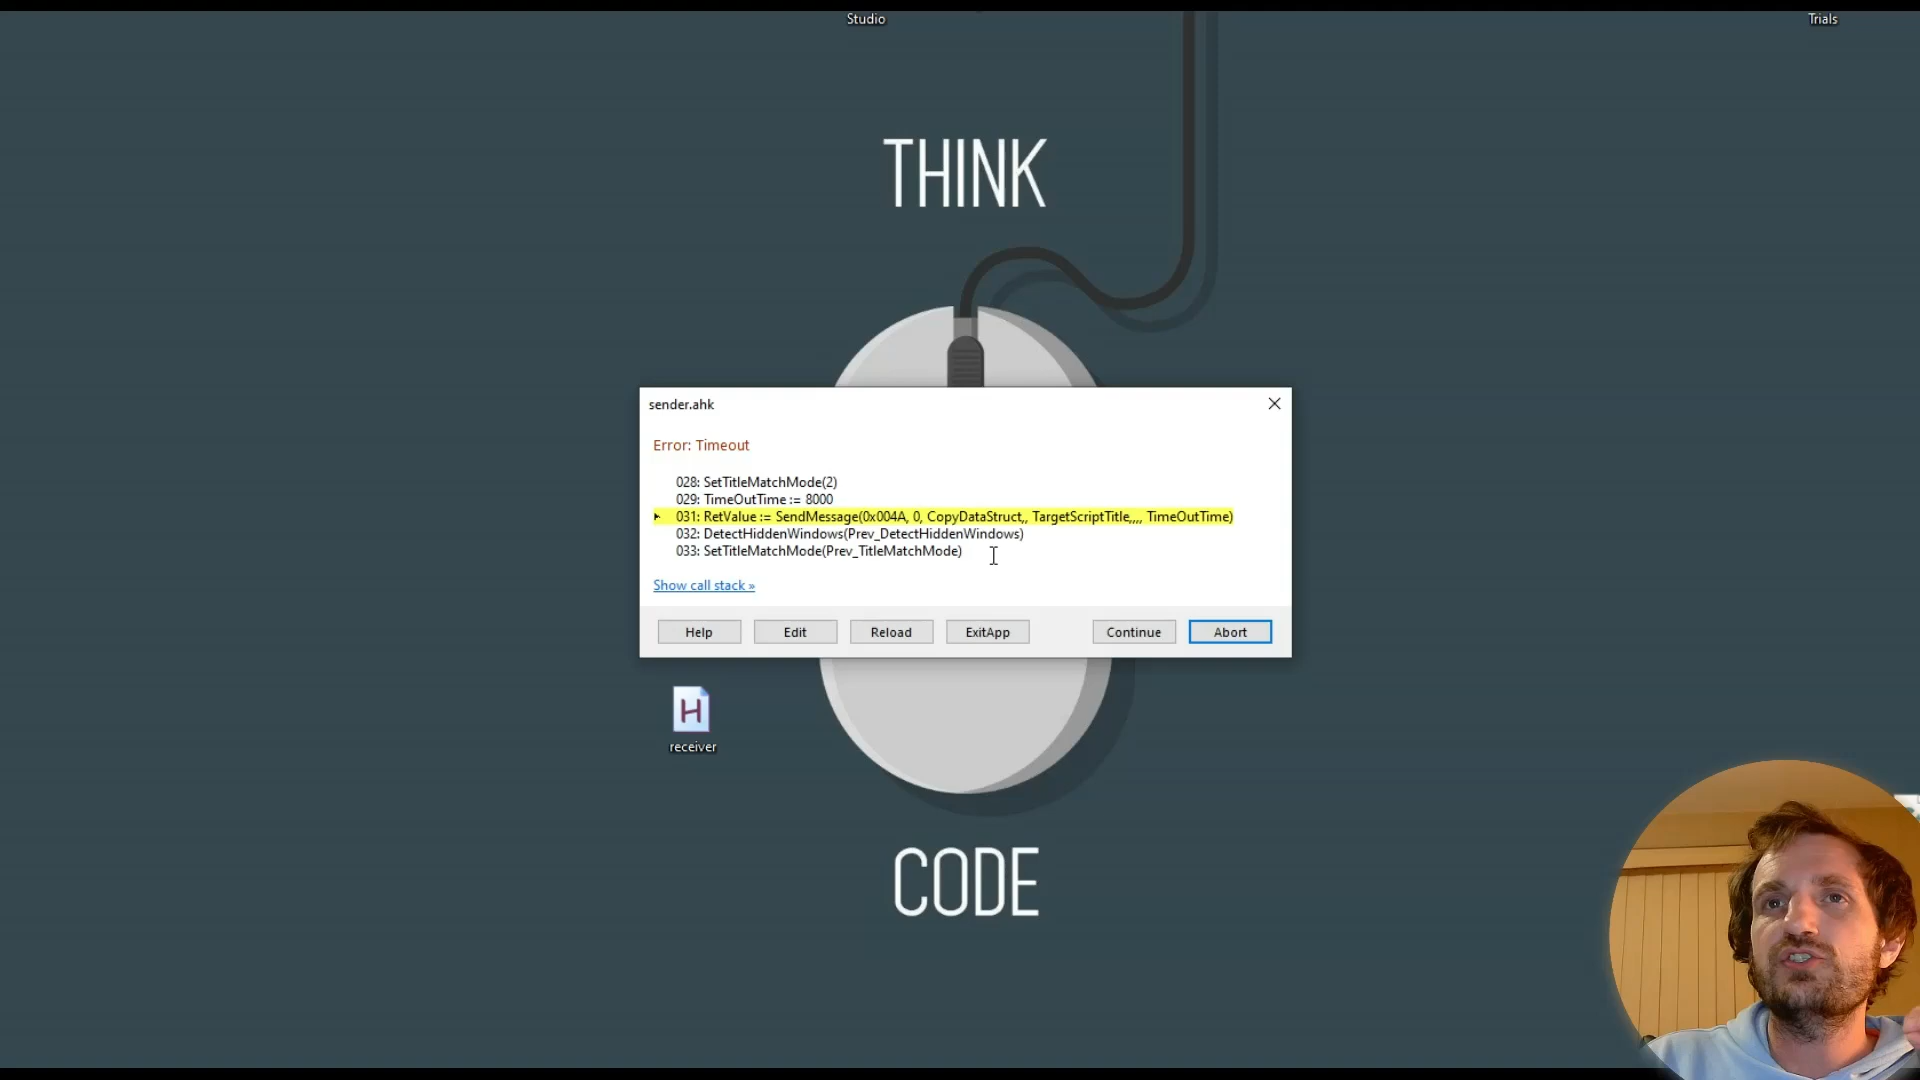 Studio
Trials
THINK
sender.ahk
Error: Timeout
028: SetTitleMatchMode(2)
029: TimeOutTime := 8000
031: RetValue := SendMessage(0x004A, 0, CopyDataStruct,, TargetScriptTitle,,,, TimeOutTime)
032: DetectHiddenWindows(Prev_DetectHiddenWindows)
033: SetTitleMatchMode(Prev_TitleMatchMode)
Show call stack »
Help Edit Reload ExitApp Continue Abort
H
receiver
CODE